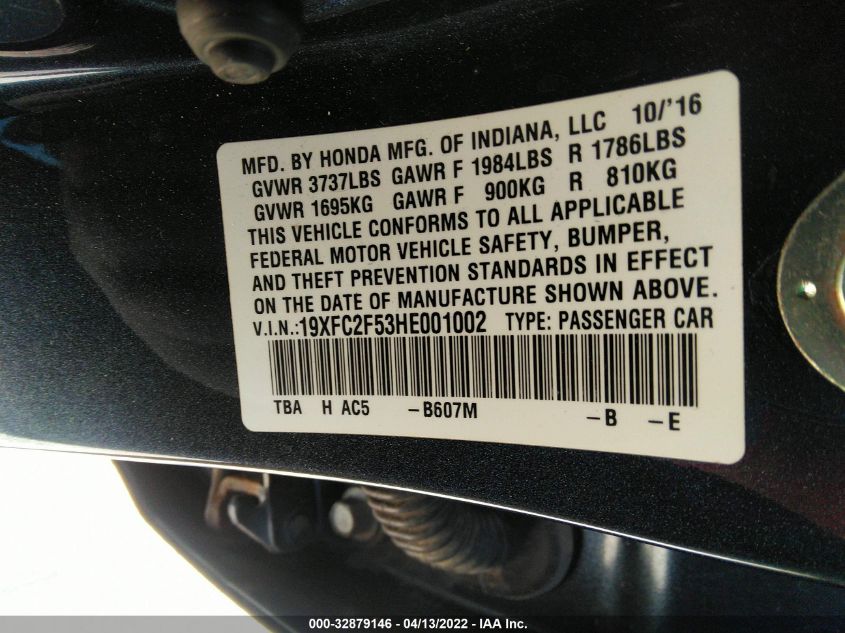 MFD. BY HONDA MFG. OF INDIANA, LLC 10/'16
GVWR 3737LBS GAWR F 1984LBS R 1786LBS
GVWR 1695KG GAWR F 900KG R 810KG
THIS VEHICLE CONFORMS TO ALL APPLICABLE
FEDERAL MOTOR VEHICLE SAFETY, BUMPER,
AND THEFT PREVENTION STANDARDS IN EFFECT
ON THE DATE OF MANUFACTURE SHOWN ABOVE.
V.I.N.:19XFC2F53HE001002 TYPE: PASSENGER CAR
TBA H AC5 -B607M -B -E
000-32879146 / 04/13/2022 - IAA Inc.